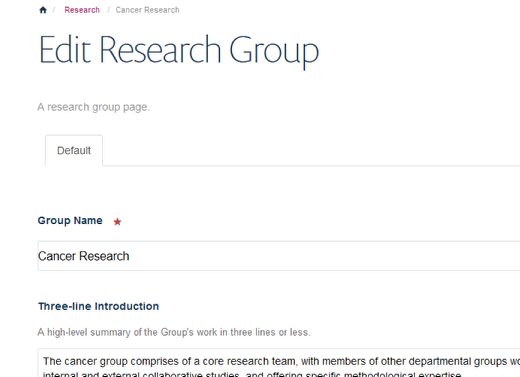 / Research / Cancer Research
Edit Research Group
A research group page.
Default
Group Name ★
Cancer Research
Three-line Introduction
A high-level summary of the Group's work in three lines or less.
The cancer group comprises of a core research team, with members of other departmental groups
internal and external collaborative studies, and offering specific methodological expertise.